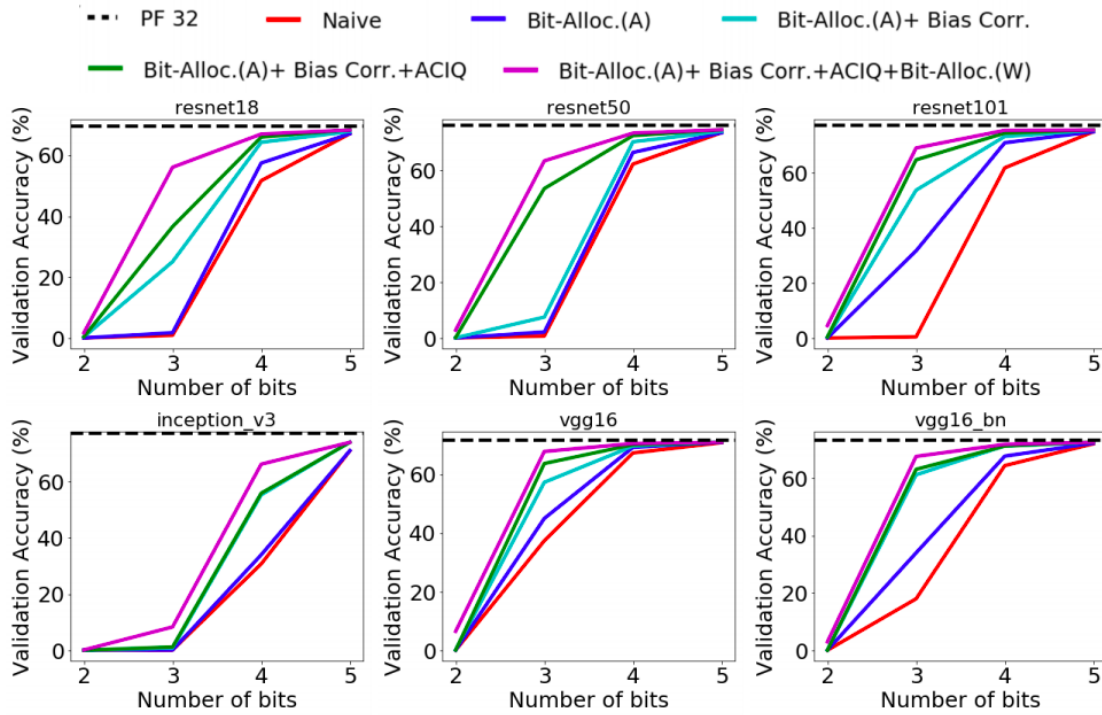 PF 32 Naive Bit-Alloc.(A) Bit-Alloc.(A)+ Bias Corr.
Bit-Alloc.(A)+ Bias Corr.+ACIQ Bit-Alloc.(A)+ Bias Corr.+ACIQ+Bit-Alloc.(W)
resnet18
Validation Accuracy (%)
60
40
20
0
2 3 4 5
Number of bits
resnet50
Validation Accuracy (%)
60
40
20
0
2 3 4 5
Number of bits
resnet101
Validation Accuracy (%)
60
40
20
0
2 3 4 5
Number of bits
inception_v3
Validation Accuracy (%)
60
40
20
0
2 3 4 5
Number of bits
vgg16
Validation Accuracy (%)
60
40
20
0
2 3 4 5
Number of bits
vgg16_bn
Validation Accuracy (%)
60
40
20
0
2 3 4 5
Number of bits